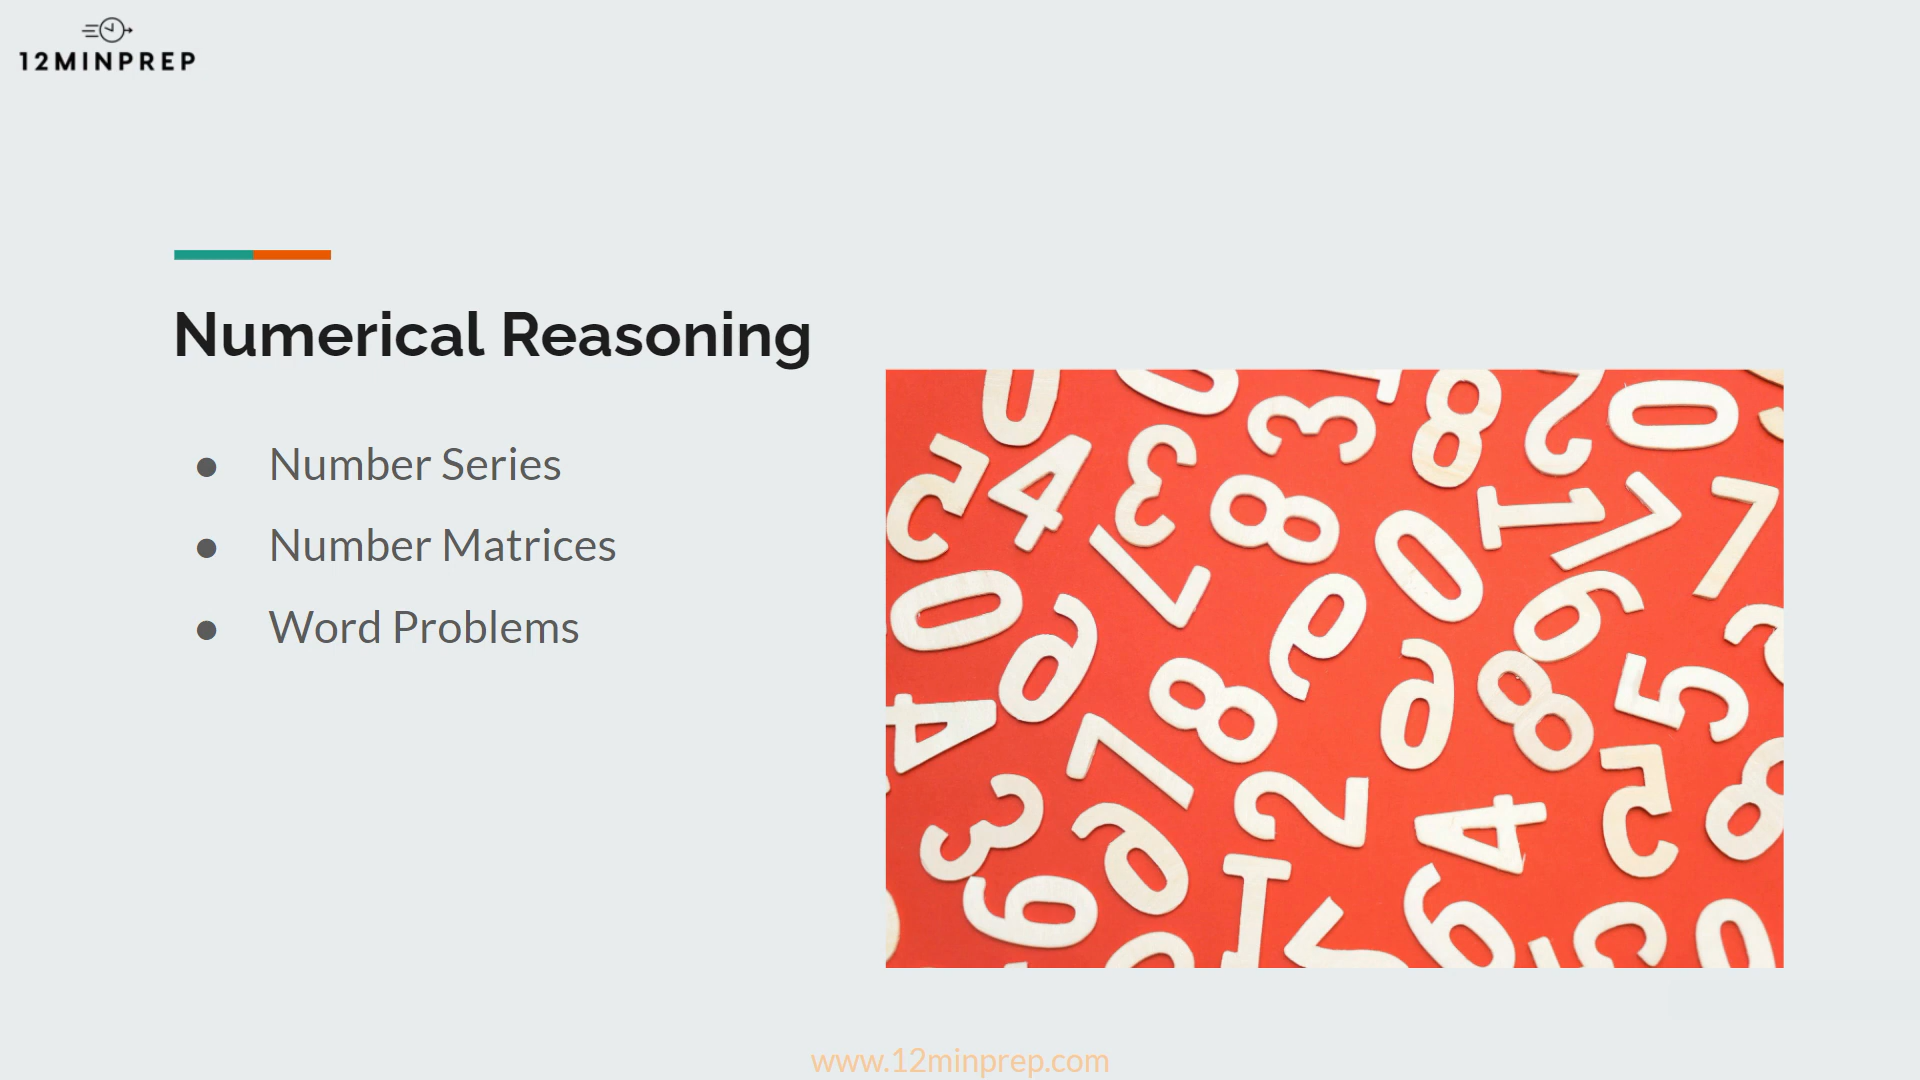 12MINPREP
Numerical Reasoning
● Number Series
● Number Matrices
● Word Problems
www.12minprep.com